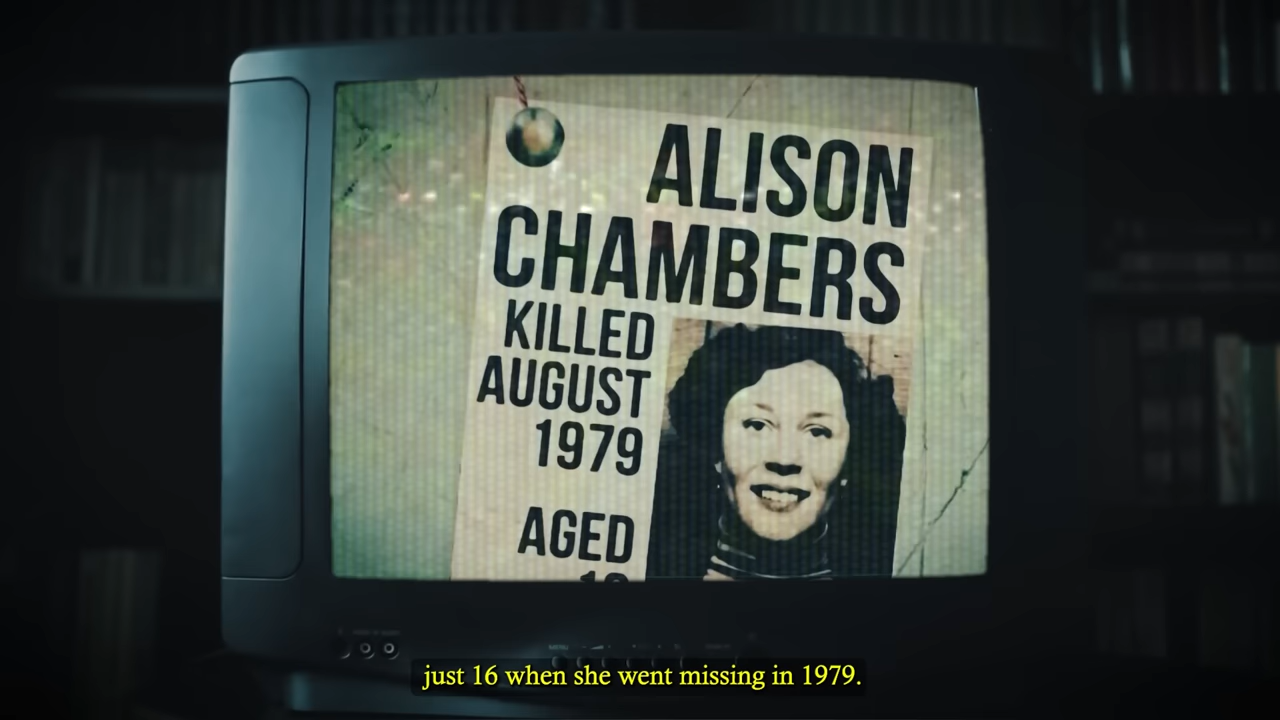 ALISON
CHAMBERS
KILLED
AUGUST
1979
AGED
just 16 when she went missing in 1979.